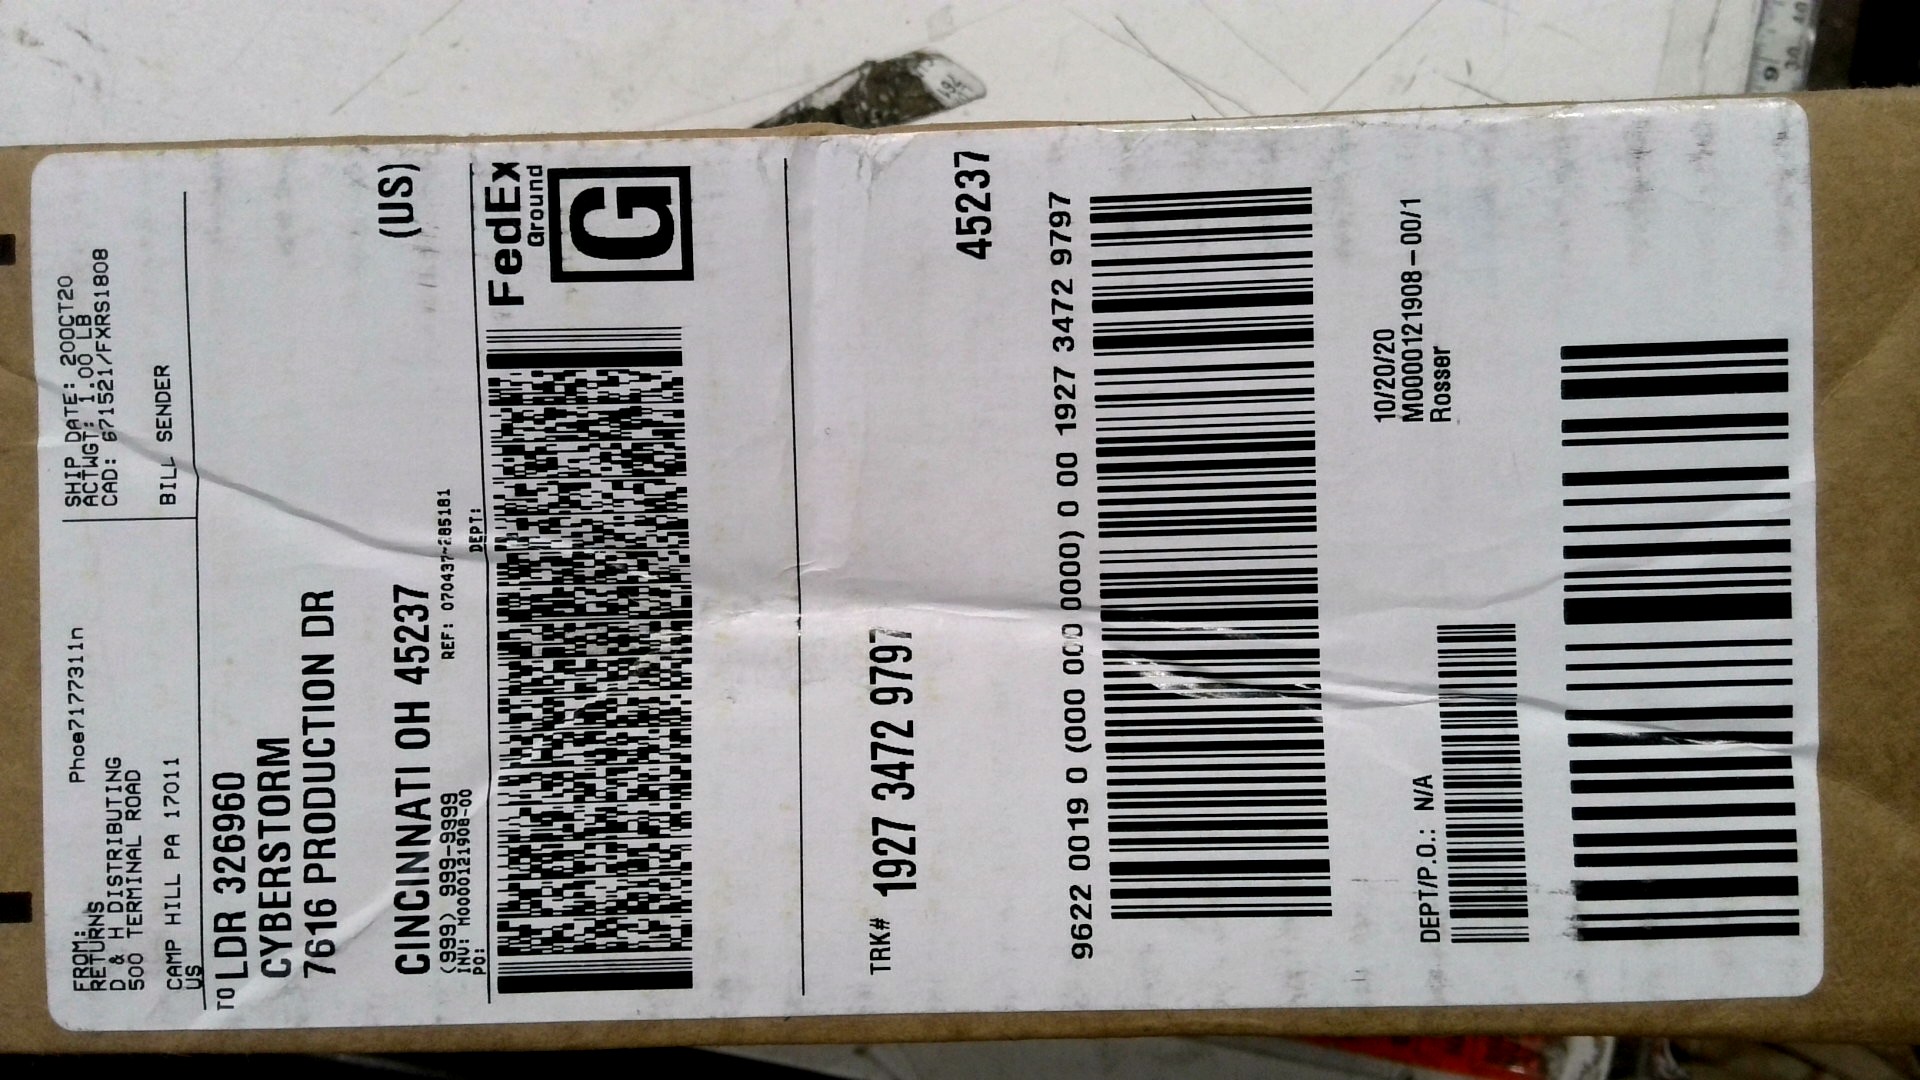 FROM:
Phoe7177311n
RETURNS
D & H DISTRIBUTING
500 TERMINAL ROAD
CAMP HILL PA 17011
US
SHIP DATE: 20OCT20
ACTWGT: 1.00 LB
CAD: 6715521/FXRS1808
BILL SENDER
TO LDR 326960
CYBERSTORM
7616 PRODUCTION DR
CINCINNATI OH 45237
(US)
(999) 999-9999
REF: 070437-285181
INV: M0000121908-00
PO:
DEPT:
FedEx
Ground
G
TRK# 1927 3472 9797
45237
9622 0019 0 (000 000 0000) 0 00 1927 3472 9797
10/20/20
M0000121908-00/1
Rosser
DEPT/P.O.: N/A